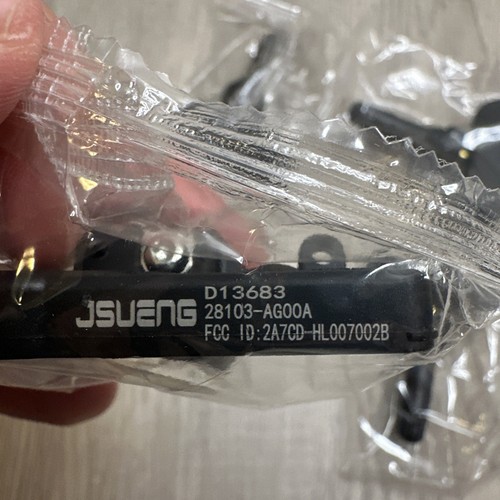 JSUENG
D13683
28103-AG00A
FCC ID:2A7CD-HL007002B